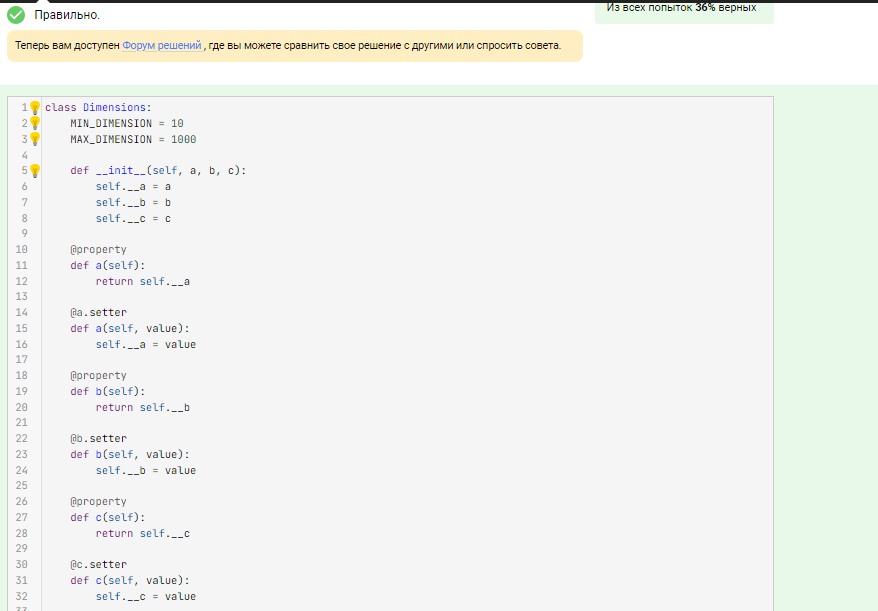 Правильно.
Из всех попыток 36% верных
Теперь вам доступен Форум решений , где вы можете сравнить свое решение с другими или спросить совета.
1 class Dimensions:
2     MIN_DIMENSION = 10
3     MAX_DIMENSION = 1000
4
5     def __init__(self, a, b, c):
6         self.__a = a
7         self.__b = b
8         self.__c = c
9
10     @property
11     def a(self):
12         return self.__a
13
14     @a.setter
15     def a(self, value):
16         self.__a = value
17
18     @property
19     def b(self):
20         return self.__b
21
22     @b.setter
23     def b(self, value):
24         self.__b = value
25
26     @property
27     def c(self):
28         return self.__c
29
30     @c.setter
31     def c(self, value):
32         self.__c = value
33